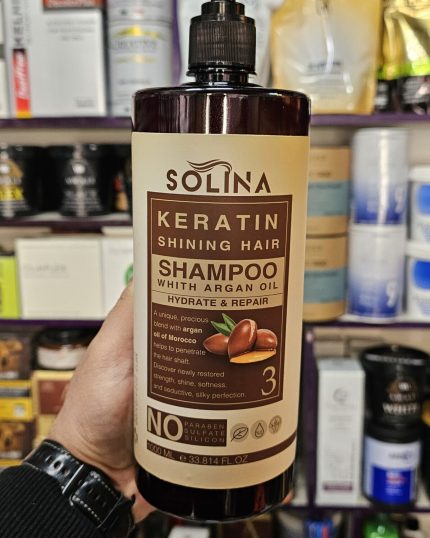 SOLINA
KERATIN
SHINING HAIR
SHAMPOO
WHITH ARGAN OIL
HYDRATE & REPAIR
A unique, precious
blend with argan
oil of Morocco
helps to penetrate
the hair shaft.
Discover newly restored
strength, shine, softness,
and seductive, silky perfection.
3
NO
PARABEN
SULFATE
SILICON
1000 ML e 33.814 FL OZ